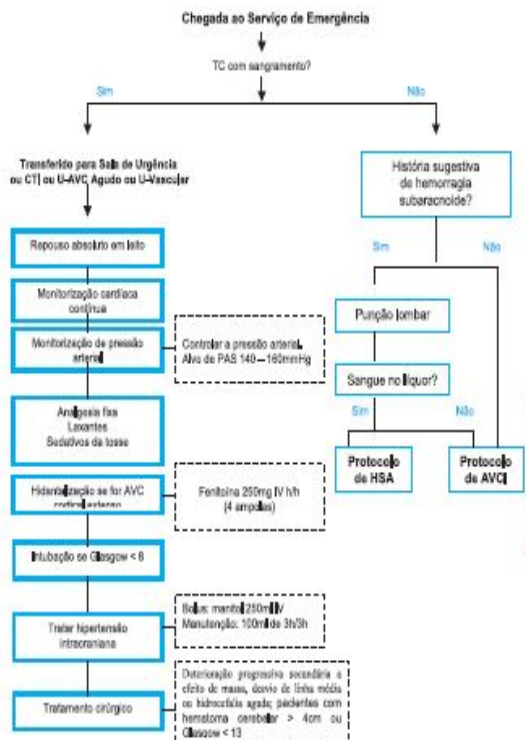 Chegada ao Serviço de Emergência
TC com sangramento?
Sim
Não
Transferido para Sala de Urgência
ou CTI ou U-AVC Agudo ou U-Vascular
Repouso absoluto em leito
Monitorização cardíaca
contínua
Monitorização de pressão
arterial
Controlar a pressão arterial.
Alvo de PAS 140—160mmHg
Analgesia fixa
Laxantes
Sedativos da tosse
Hidantalização se for AVC
cortical extenso
Fenitoína 250mg IV h/h
(4 ampolas)
Intubação se Glasgow < 8
Tratar hipertensão
intracraniana
Bolus: manitol 250ml IV
Manutenção: 100ml de 3h/3h
Tratamento cirúrgico
Deterioração progressiva secundária a
efeito de massa, desvio de linha média
ou hidrocefalia aguda; pacientes com
hematoma cerebelar > 4cm ou
Glasgow < 13
História sugestiva
de hemorragia
subaracnoide?
Sim
Não
Punção lombar
Sangue no líquor?
Sim
Não
Protocolo
de HSA
Protocolo
de AVCI